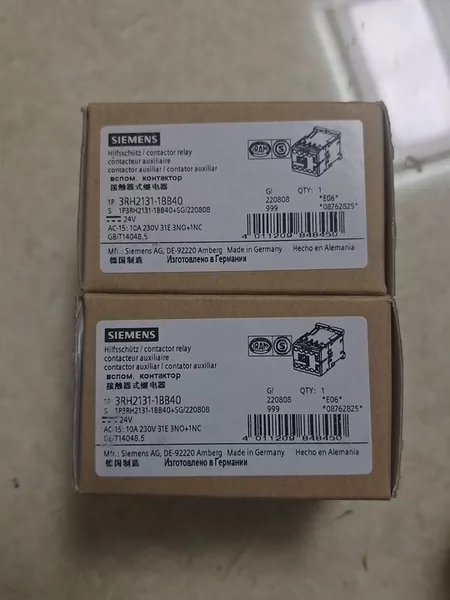 SIEMENS
Hilfsschütz / contactor relay
contacteur auxiliaire
contactor auxiliar / contator auxiliar
вспом. контактор
接触器式继电器
1P 3RH2131-1BB40
S 1P3RH2131-1BB40+SG/220808
24V
AC-15: 10A 230V 31E 3NO+1NC
GB/T14048.5
IRAM S
G/ QTY: 1
220808 *E06*
999 *08762825*
4 011209 848450
Mfr.: Siemens AG, DE-92220 Amberg Made in Germany Hecho en Alemania
德国制造 Изготовлено в Германии
SIEMENS
Hilfsschütz / contactor relay
contacteur auxiliaire
contactor auxiliar / contator auxiliar
вспом. контактор
接触器式继电器
1P 3RH2131-1BB40
S 1P3RH2131-1BB40+SG/220808
24V
AC-15: 10A 230V 31E 3NO+1NC
GB/T14048.5
IRAM S
G/ QTY: 1
220808 *E06*
999 *08762825*
4 011209 848450
Mfr.: Siemens AG, DE-92220 Amberg Made in Germany Hecho en Alemania
德国制造 Изготовлено в Германии